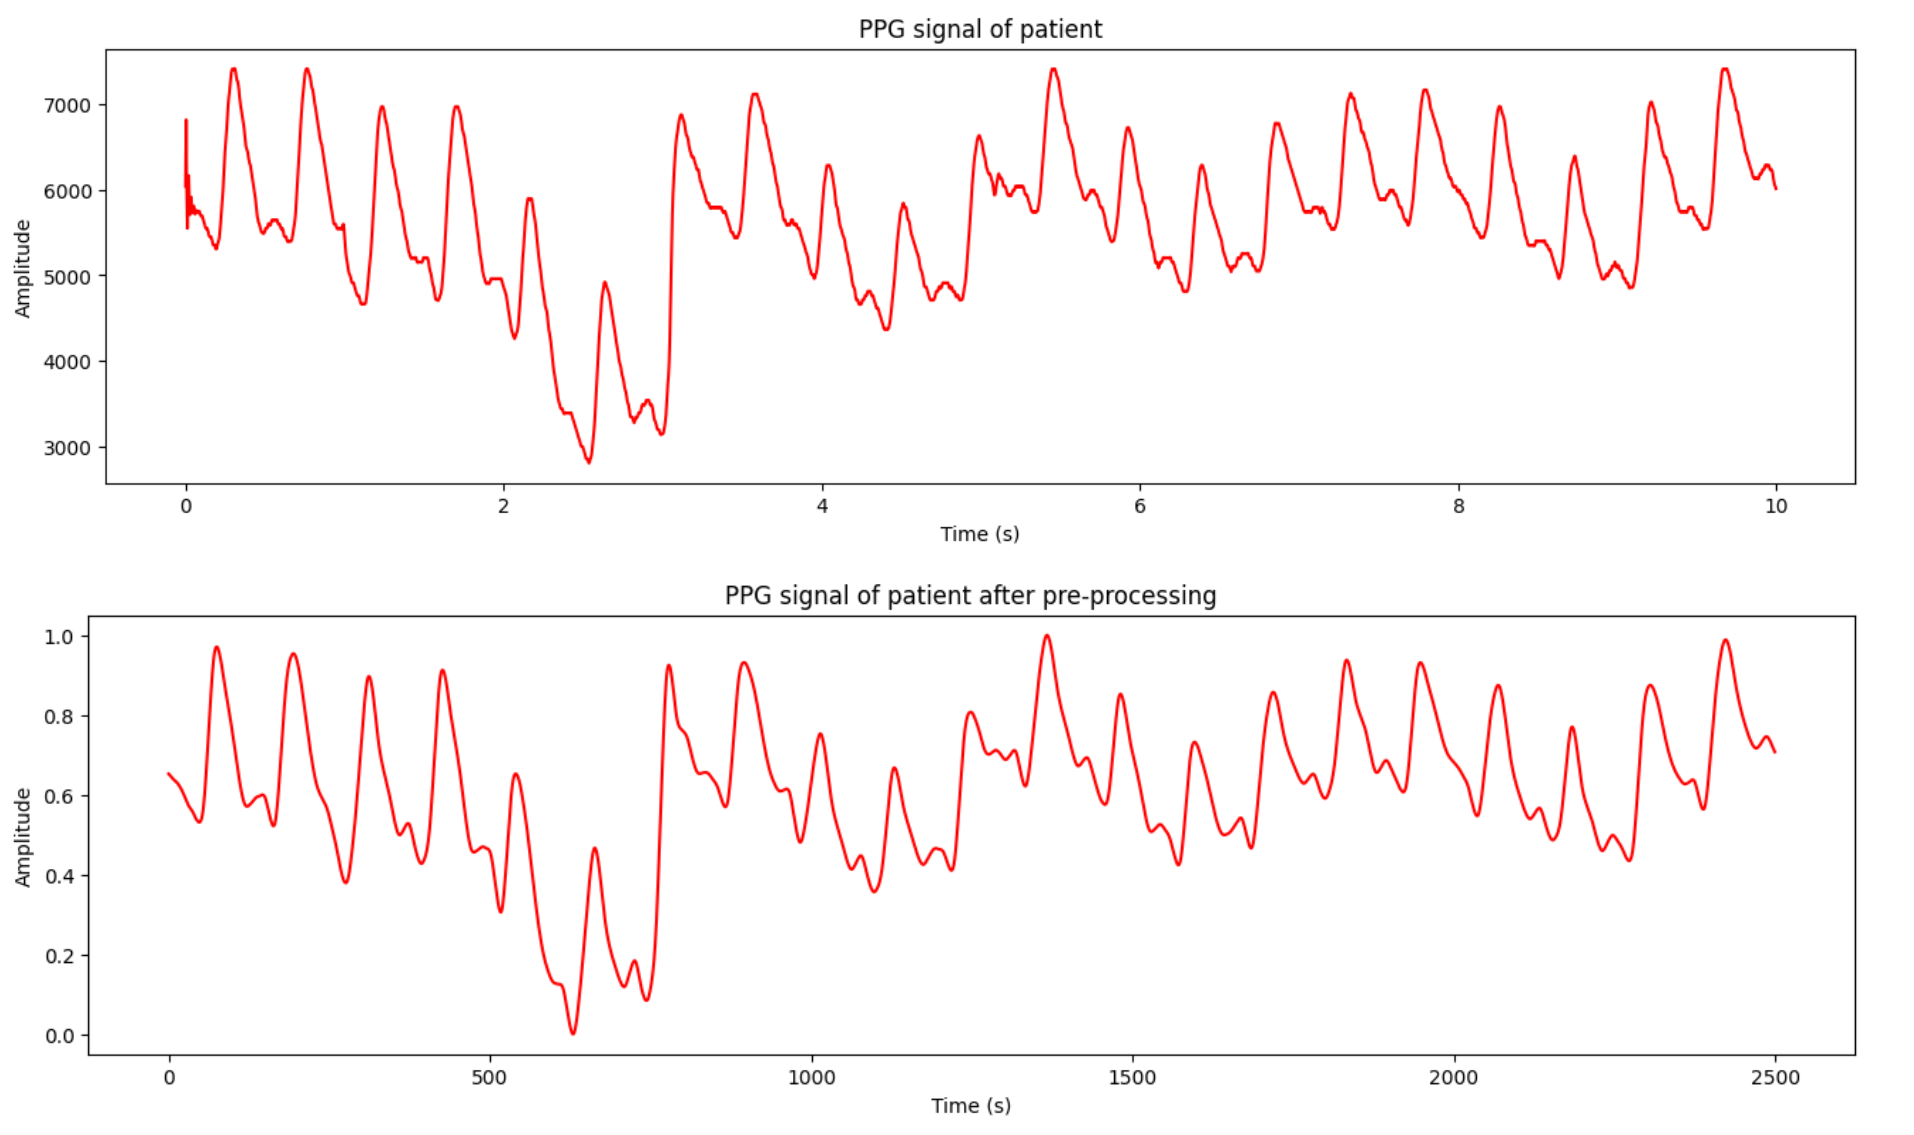 PPG signal of patient
Amplitude
7000
6000
5000
4000
3000
0 2 4 6 8 10
Time (s)
PPG signal of patient after pre-processing
Amplitude
1.0
0.8
0.6
0.4
0.2
0.0
0 500 1000 1500 2000 2500
Time (s)